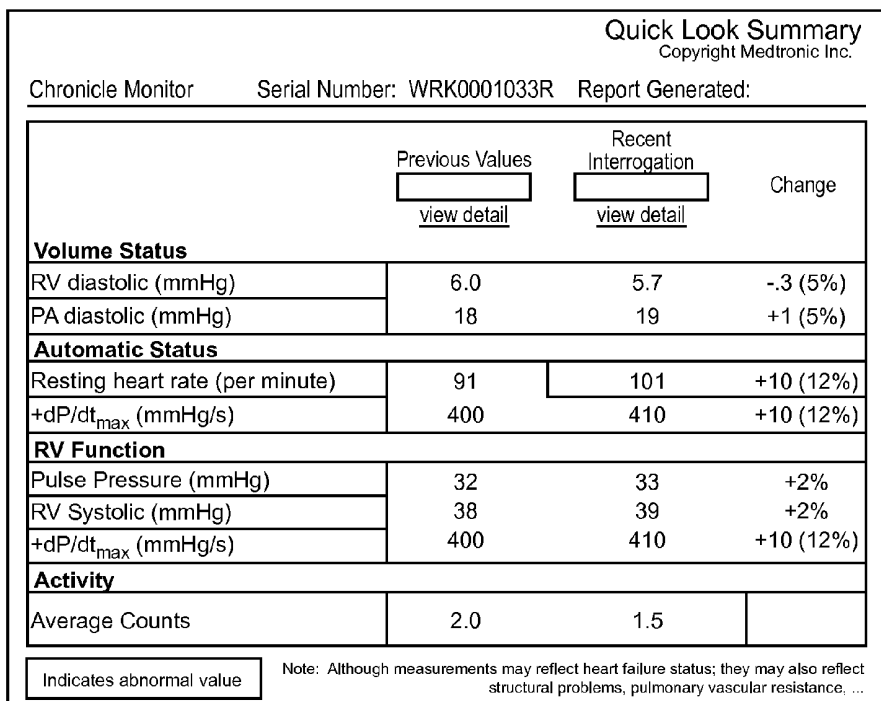 Quick Look Summary
Copyright Medtronic Inc.
Chronicle Monitor Serial Number: WRK0001033R Report Generated:
Previous Values Recent Interrogation Change
view detail view detail
Volume Status
RV diastolic (mmHg) 6.0 5.7 -.3 (5%)
PA diastolic (mmHg) 18 19 +1 (5%)
Automatic Status
Resting heart rate (per minute) 91 101 +10 (12%)
+dP/dtmax (mmHg/s) 400 410 +10 (12%)
RV Function
Pulse Pressure (mmHg) 32 33 +2%
RV Systolic (mmHg) 38 39 +2%
+dP/dtmax (mmHg/s) 400 410 +10 (12%)
Activity
Average Counts 2.0 1.5
Indicates abnormal value
Note: Although measurements may reflect heart failure status; they may also reflect
structural problems, pulmonary vascular resistance, ...